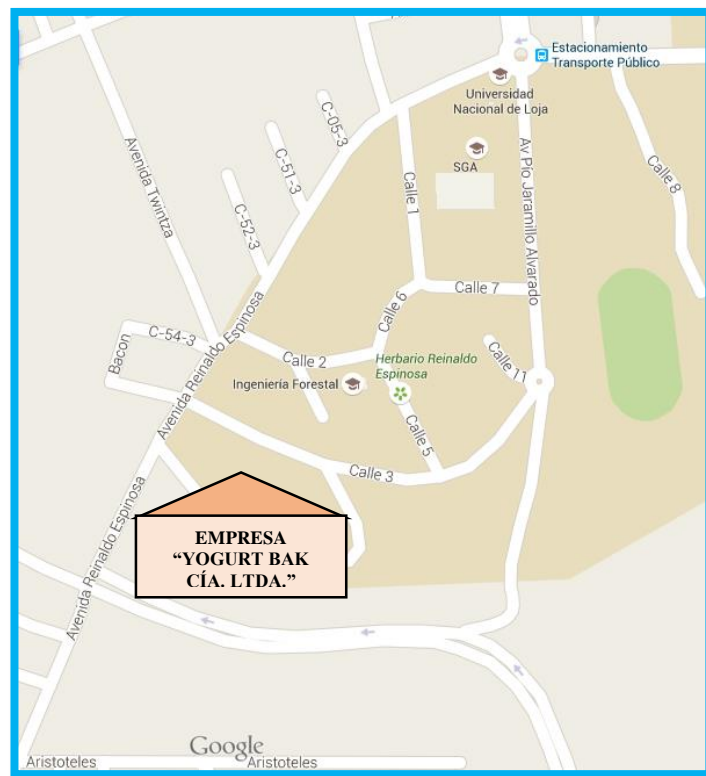 Estacionamiento
Transporte Público
Universidad
Nacional de Loja
SGA
Avenida Twintza
C-05-3
C-51-3
C-52-3
Calle 1
Av Pío Jaramillo Alvarado
Calle 8
Calle 7
Calle 6
Avenida Reinaldo Espinosa
C-54-3
Bacon
Calle 2
Herbario Reinaldo
Espinosa
Calle 11
Ingeniería Forestal
Calle 5
Calle 3
Avenida Reinaldo Espinosa
EMPRESA
“YOGURT BAK
CÍA. LTDA.”
Google
Aristoteles
Aristoteles